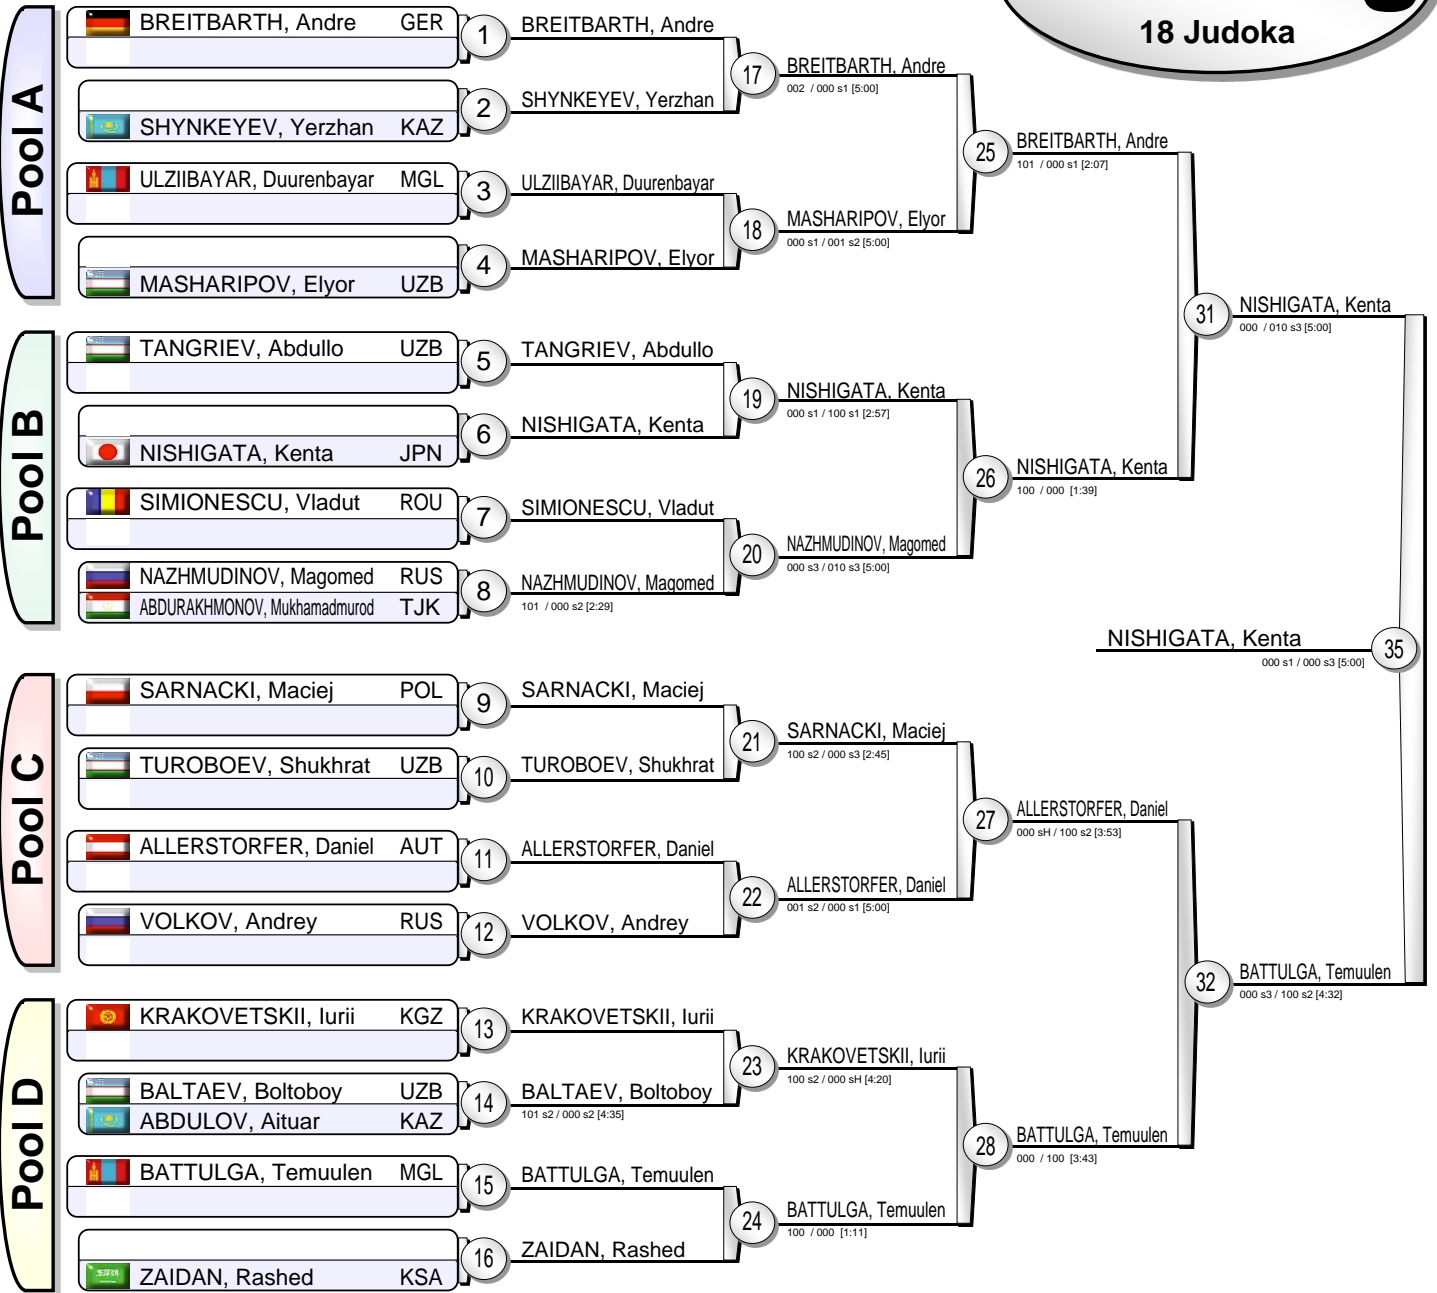 18 Judoka
Pool A
BREITBARTH, Andre GER
1
BREITBARTH, Andre
SHYNKEYEV, Yerzhan KAZ
2
SHYNKEYEV, Yerzhan
17
BREITBARTH, Andre
002 / 000 s1 [5:00]
ULZIIBAYAR, Duurenbayar MGL
3
ULZIIBAYAR, Duurenbayar
MASHARIPOV, Elyor UZB
4
MASHARIPOV, Elyor
18
MASHARIPOV, Elyor
000 s1 / 001 s2 [5:00]
25
BREITBARTH, Andre
101 / 000 s1 [2:07]
Pool B
TANGRIEV, Abdullo UZB
5
TANGRIEV, Abdullo
NISHIGATA, Kenta JPN
6
NISHIGATA, Kenta
19
NISHIGATA, Kenta
000 s1 / 100 s1 [2:57]
SIMIONESCU, Vladut ROU
7
SIMIONESCU, Vladut
NAZHMUDINOV, Magomed RUS
ABDURAKHMONOV, Mukhamadmurod TJK
8
NAZHMUDINOV, Magomed
101 / 000 s2 [2:29]
20
NAZHMUDINOV, Magomed
000 s3 / 010 s3 [5:00]
26
NISHIGATA, Kenta
100 / 000 [1:39]
31
NISHIGATA, Kenta
000 / 010 s3 [5:00]
NISHIGATA, Kenta
35
000 s1 / 000 s3 [5:00]
Pool C
SARNACKI, Maciej POL
9
SARNACKI, Maciej
TUROBOEV, Shukhrat UZB
10
TUROBOEV, Shukhrat
21
SARNACKI, Maciej
100 s2 / 000 s3 [2:45]
ALLERSTORFER, Daniel AUT
11
ALLERSTORFER, Daniel
VOLKOV, Andrey RUS
12
VOLKOV, Andrey
22
ALLERSTORFER, Daniel
001 s2 / 000 s1 [5:00]
27
ALLERSTORFER, Daniel
000 sH / 100 s2 [3:53]
Pool D
KRAKOVETSKII, Iurii KGZ
13
KRAKOVETSKII, Iurii
BALTAEV, Boltoboy UZB
ABDULOV, Aituar KAZ
14
BALTAEV, Boltoboy
101 s2 / 000 s2 [4:35]
23
KRAKOVETSKII, Iurii
100 s2 / 000 sH [4:20]
BATTULGA, Temuulen MGL
15
BATTULGA, Temuulen
ZAIDAN, Rashed KSA
16
ZAIDAN, Rashed
24
BATTULGA, Temuulen
100 / 000 [1:11]
28
BATTULGA, Temuulen
000 / 100 [3:43]
32
BATTULGA, Temuulen
000 s3 / 100 s2 [4:32]